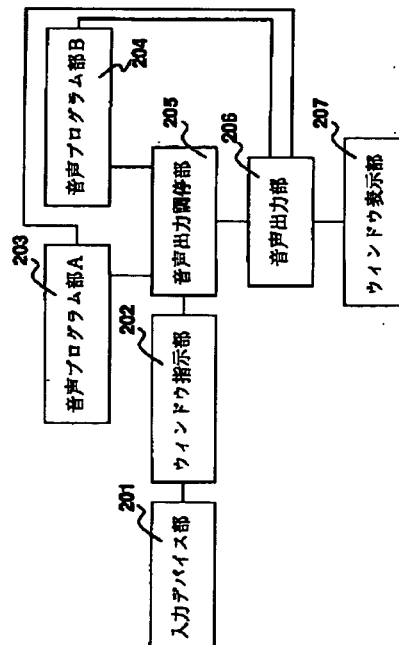 201
入力デバイス部
202
ウィンドウ指示部
203
音声プログラム部A
204
音声プログラム部B
205
音声出力調停部
206
音声出力部
207
ウィンドウ表示部